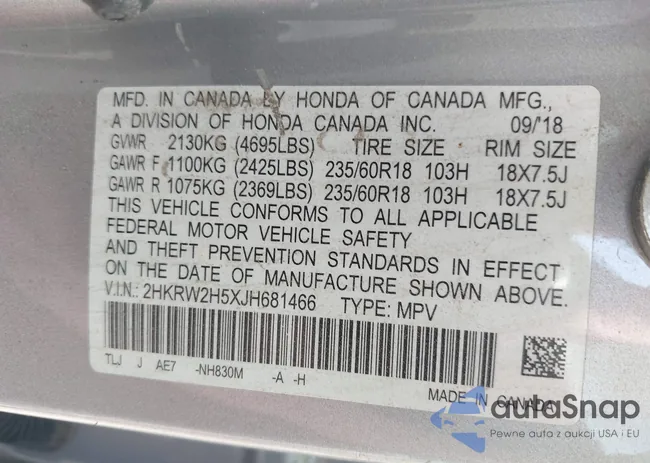 MFD. IN CANADA BY HONDA OF CANADA MFG.,
A DIVISION OF HONDA CANADA INC. 09/'18
GVWR 2130KG (4695LBS) TIRE SIZE RIM SIZE
GAWR F 1100KG (2425LBS) 235/60R18 103H 18X7.5J
GAWR R 1075KG (2369LBS) 235/60R18 103H 18X7.5J
THIS VEHICLE CONFORMS TO ALL APPLICABLE
FEDERAL MOTOR VEHICLE SAFETY
AND THEFT PREVENTION STANDARDS IN EFFECT
ON THE DATE OF MANUFACTURE SHOWN ABOVE.
V.I.N.: 2HKRW2H5XJH681466 TYPE: MPV
TLJ J AE7 -NH830M -A -H
MADE IN CANADA
autaSnap
Pewne auta z aukcji USA i EU